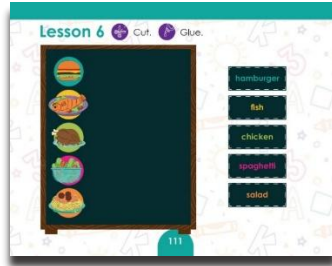 Lesson 6 Cut. Glue.
hamburger
fish
chicken
spaghetti
salad
111